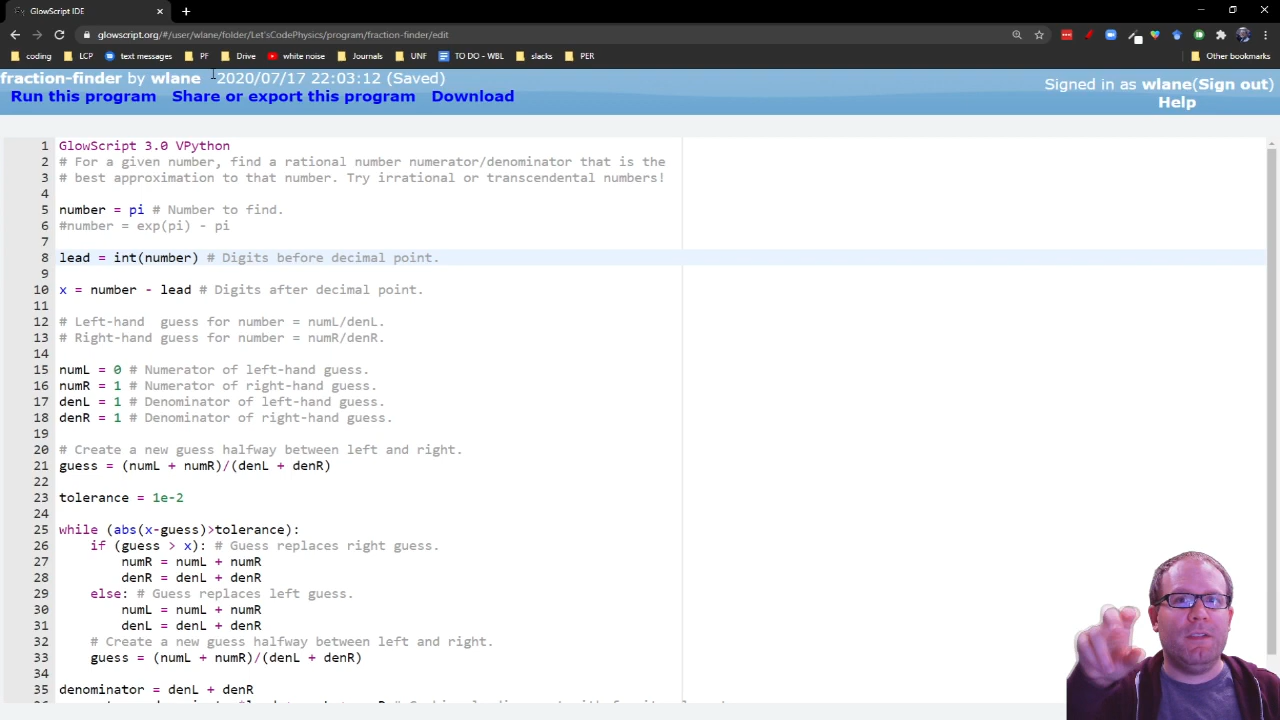 GlowScript IDE
glowscript.org/#/user/wlane/folder/Let'sCodePhysics/program/fraction-finder/edit
coding LCP text messages PF Drive white noise Journals UNF TO DO - WBL slacks PER Other bookmarks
fraction-finder by wlane 2020/07/17 22:03:12 (Saved)
Signed in as wlane(Sign out)
Run this program Share or export this program Download
Help
1 GlowScript 3.0 VPython
2 # For a given number, find a rational number numerator/denominator that is the
3 # best approximation to that number. Try irrational or transcendental numbers!
4
5 number = pi # Number to find.
6 #number = exp(pi) - pi
7
8 lead = int(number) # Digits before decimal point.
9
10 x = number - lead # Digits after decimal point.
11
12 # Left-hand  guess for number = numL/denL.
13 # Right-hand guess for number = numR/denR.
14
15 numL = 0 # Numerator of left-hand guess.
16 numR = 1 # Numerator of right-hand guess.
17 denL = 1 # Denominator of left-hand guess.
18 denR = 1 # Denominator of right-hand guess.
19
20 # Create a new guess halfway between left and right.
21 guess = (numL + numR)/(denL + denR)
22
23 tolerance = 1e-2
24
25 while (abs(x-guess)>tolerance):
26 if (guess > x): # Guess replaces right guess.
27 numR = numL + numR
28 denR = denL + denR
29 else: # Guess replaces left guess.
30 numL = numL + numR
31 denL = denL + denR
32 # Create a new guess halfway between left and right.
33 guess = (numL + numR)/(denL + denR)
34
35 denominator = denL + denR